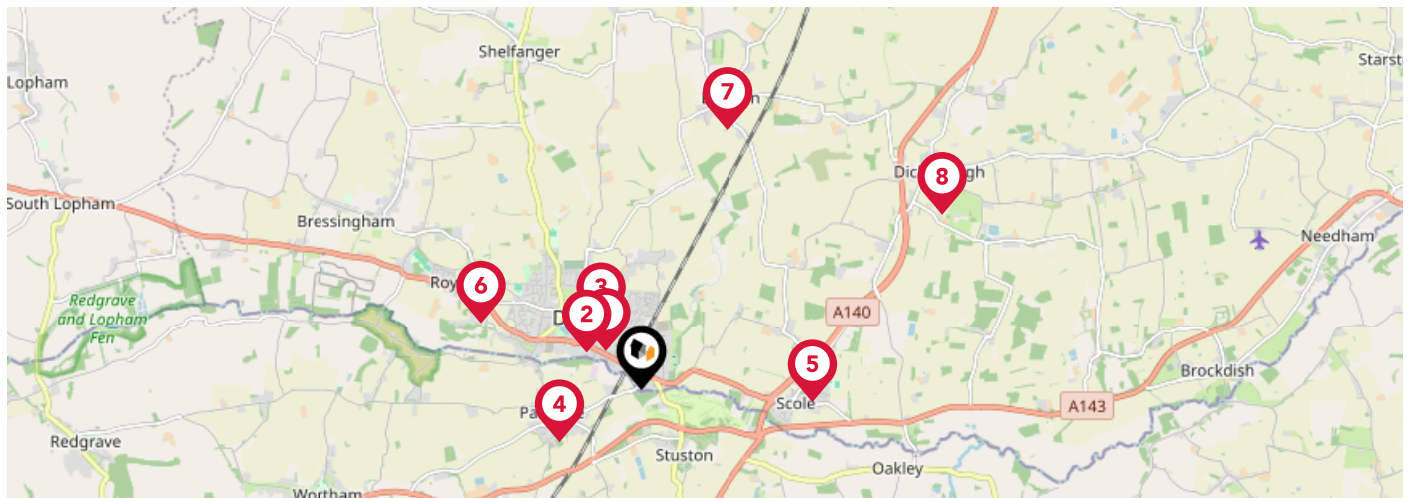 Shelfanger
Lopham
Starst
7
8
South Lopham
Bressingham
Needham
Redgrave
and Lopham
Fen
6
3
2
A140
5
Brockdish
Scole
A143
4
Redgrave
Stuston
Oakley
Wortham